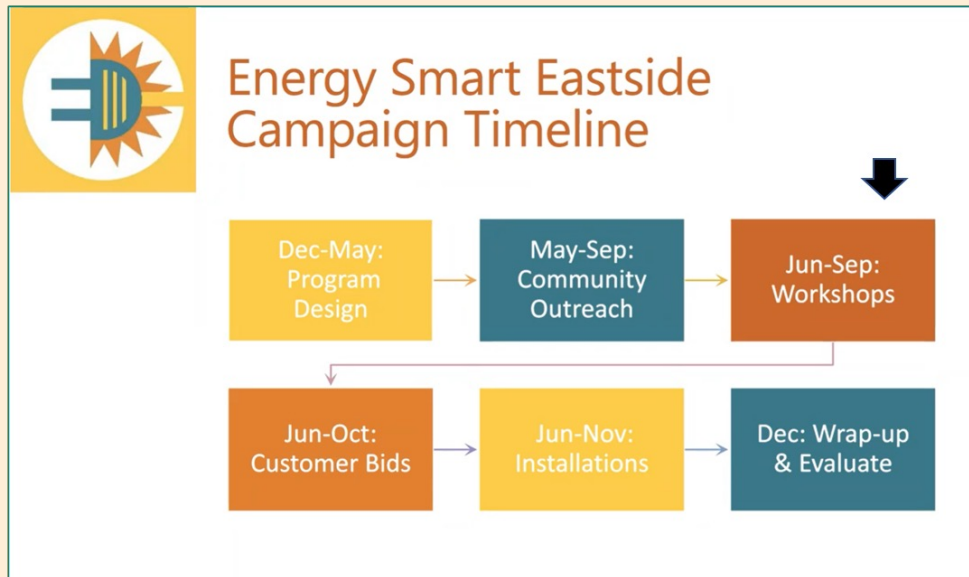 Energy Smart Eastside
Campaign Timeline
Dec-May:
Program
Design
May-Sep:
Community
Outreach
Jun-Sep:
Workshops
Jun-Oct:
Customer Bids
Jun-Nov:
Installations
Dec: Wrap-up
& Evaluate